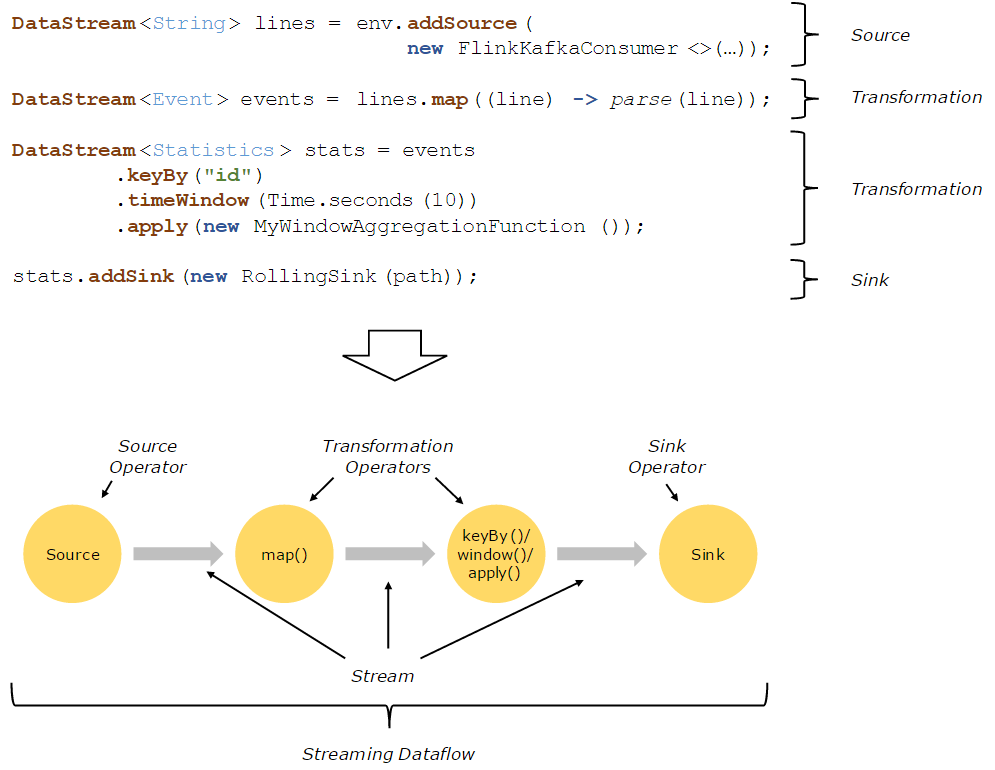 DataStream<String> lines = env.addSource(
new FlinkKafkaConsumer<>(…));
Source
DataStream<Event> events = lines.map((line) -> parse(line));
Transformation
DataStream<Statistics> stats = events
.keyBy("id")
.timeWindow(Time.seconds(10))
.apply(new MyWindowAggregationFunction());
Transformation
stats.addSink(new RollingSink(path));
Sink
Source
Operator
Transformation
Operators
Sink
Operator
Source
map()
keyBy()/
window()/
apply()
Sink
Stream
Streaming Dataflow